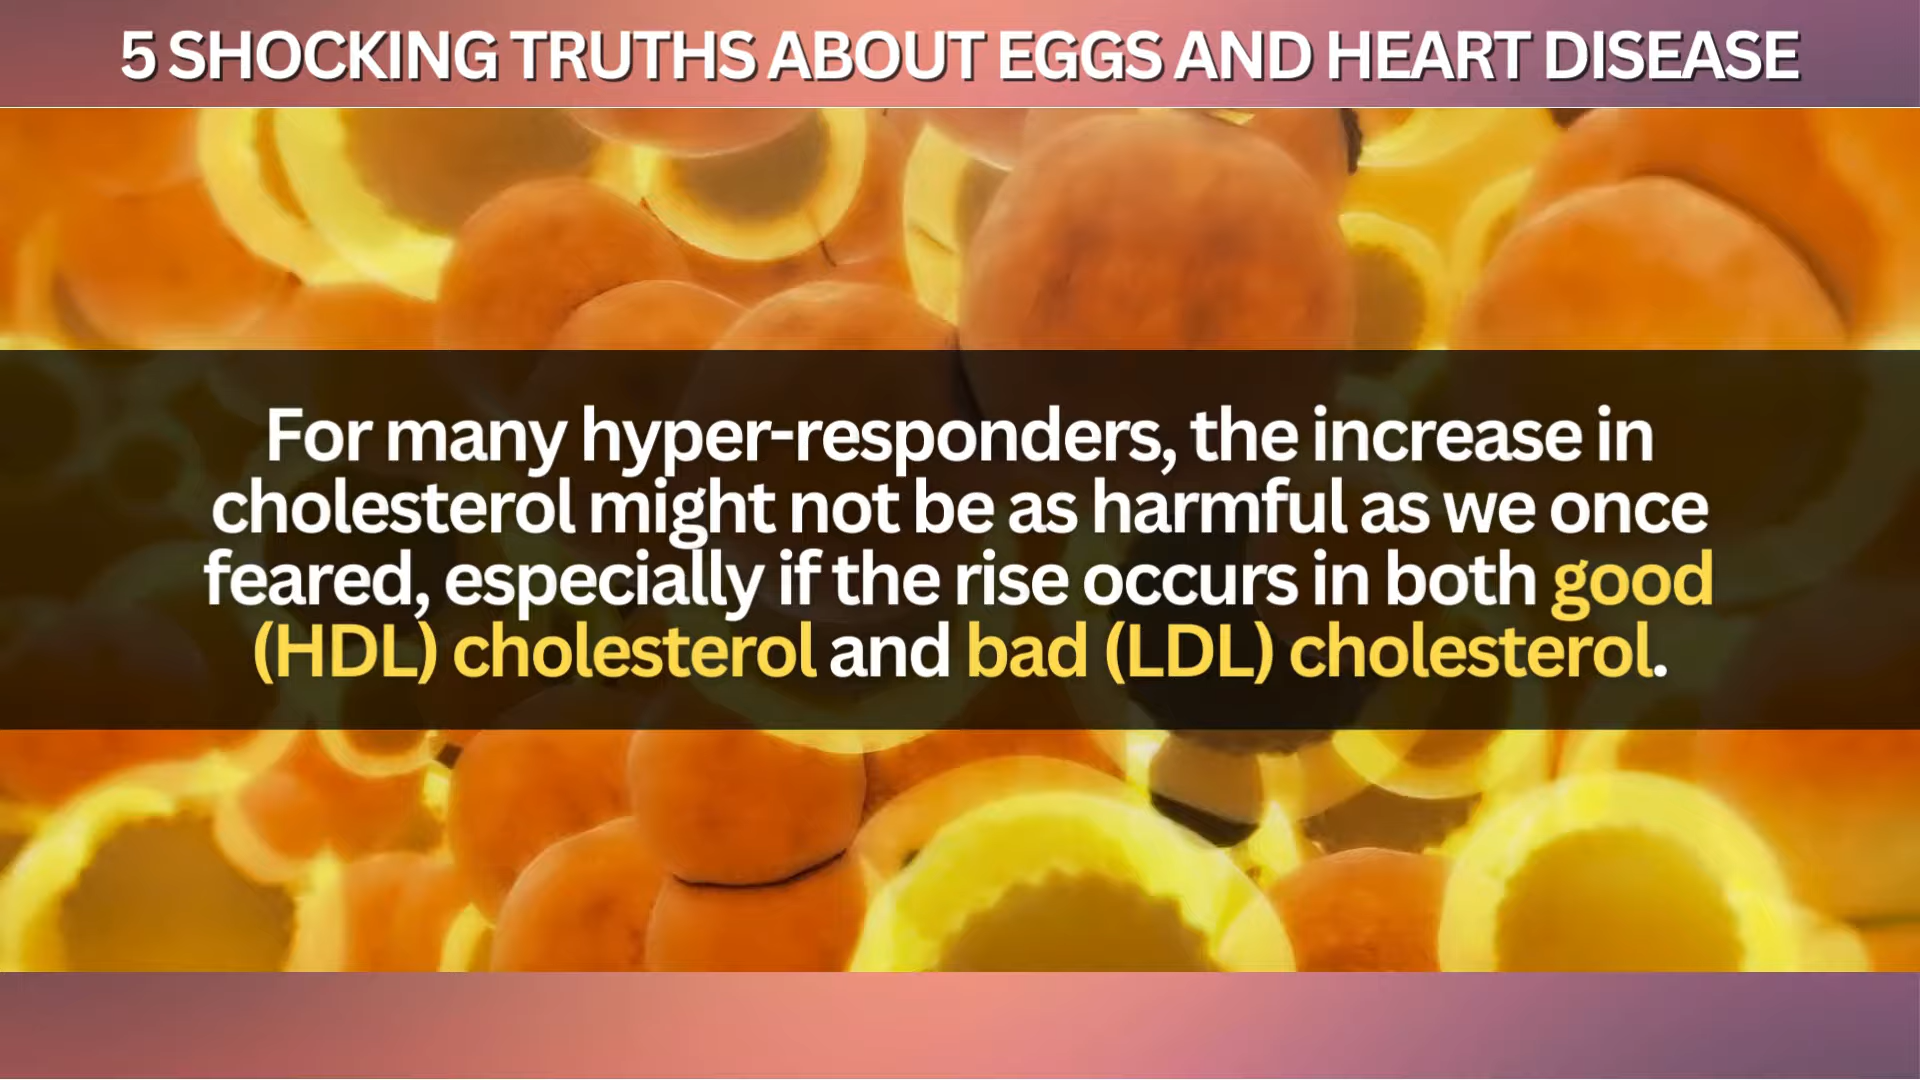 5 SHOCKING TRUTHS ABOUT EGGS AND HEART DISEASE
For many hyper-responders, the increase in
cholesterol might not be as harmful as we once
feared, especially if the rise occurs in both good
(HDL) cholesterol and bad (LDL) cholesterol.